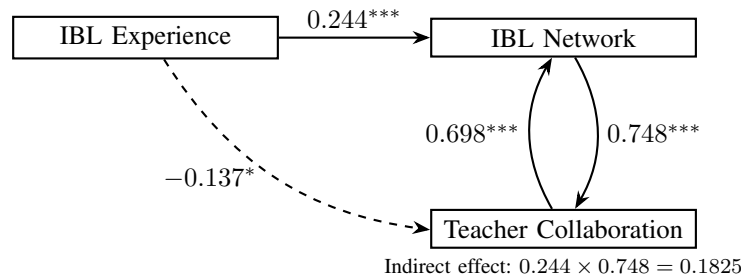 0.244***
IBL Experience
IBL Network
0.698***
0.748***
−0.137*
Teacher Collaboration
Indirect effect: 0.244 × 0.748 = 0.1825